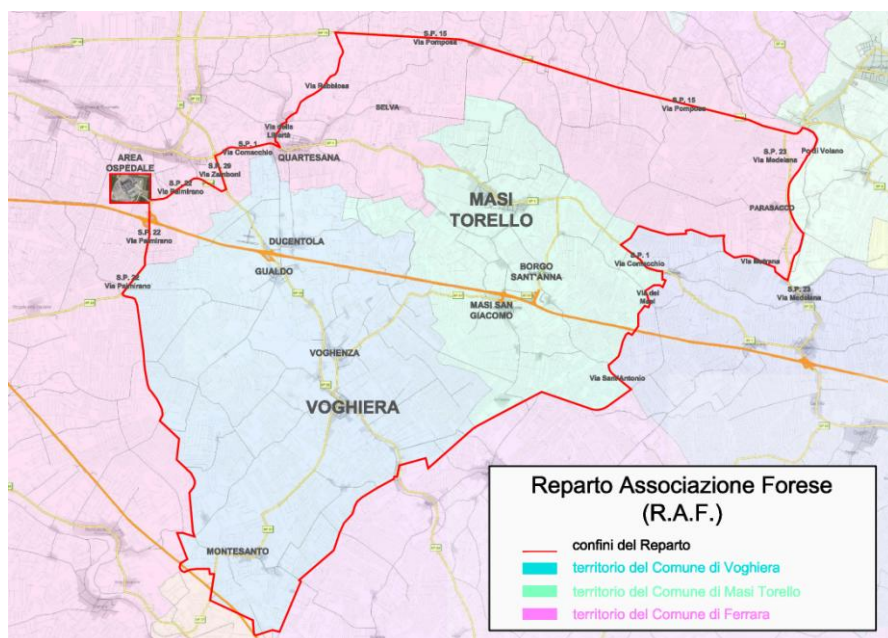 S.P. 15
Via Pomposa
Via Rabbiosa
SELVA
S.P. 15
Via Pomposa
Via della
Libertà
S.P. 1
Via Comacchio
QUARTESANA
Po di Volano
S.P. 23
Via Medelana
AREA
OSPEDALE
S.P. 29
Via Zamboni
S.P. 22
Via Palmirano
MASI
TORELLO
PARASACCO
S.P. 22
Via Palmirano
DUCENTOLA
S.P. 1
Via Comacchio
BORGO
SANT'ANNA
GUALDO
S.P. 22
Via Palmirano
S.P. 23
Via Medelana
Via dei
Masi
MASI SAN
GIACOMO
VOGHENZA
Via Sant'Antonio
VOGHIERA
MONTESANTO
Reparto Associazione Forese
(R.A.F.)
confini del Reparto
territorio del Comune di Voghiera
territorio del Comune di Masi Torello
territorio del Comune di Ferrara